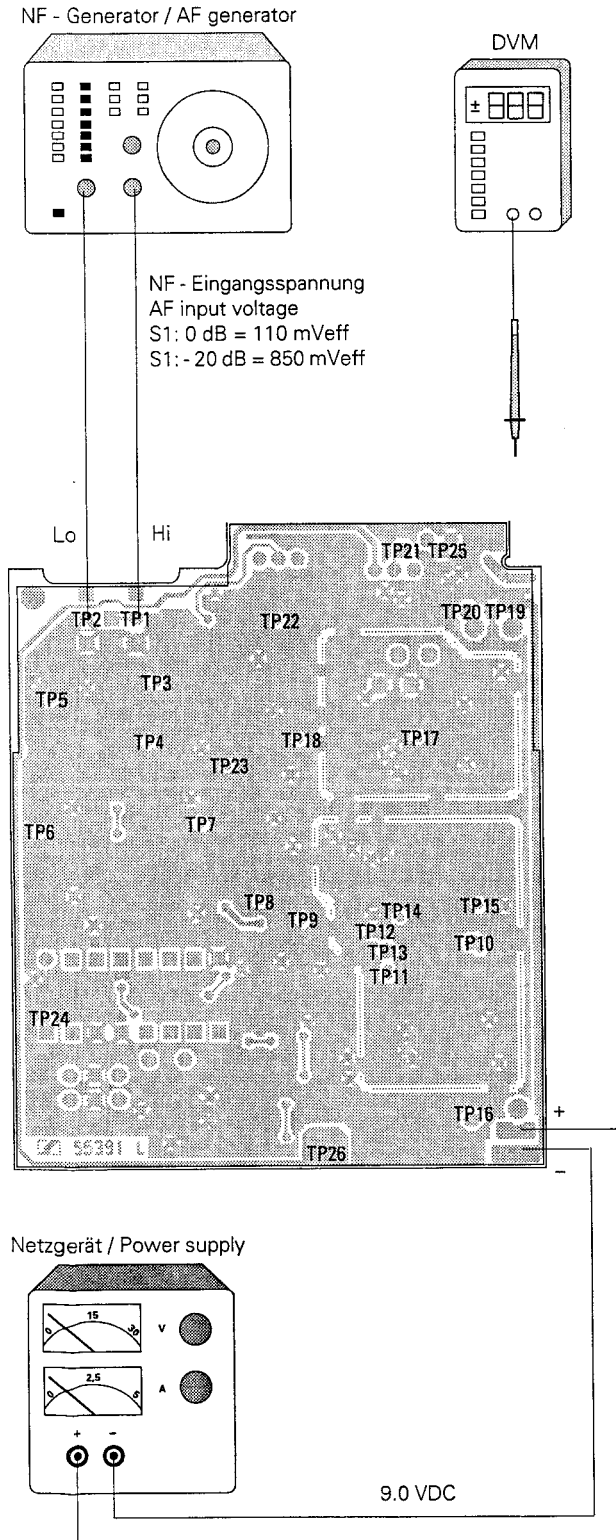 NF - Generator / AF generator
DVM
±
NF - Eingangsspannung
AF input voltage
S1: 0 dB = 110 mVeff
S1: - 20 dB = 850 mVeff
Lo Hi
TP21 TP25
TP2 TP1 TP22 TP20 TP19
TP5 TP3
TP4 TP23 TP18 TP17
TP6 TP7
TP8 TP9 TP14 TP15
TP12 TP10
TP13
TP11
TP24
TP16 +
55391 L TP26 -
Netzgerät / Power supply
0 15 30 V
0 2,5 5 A
+ -
9.0 VDC